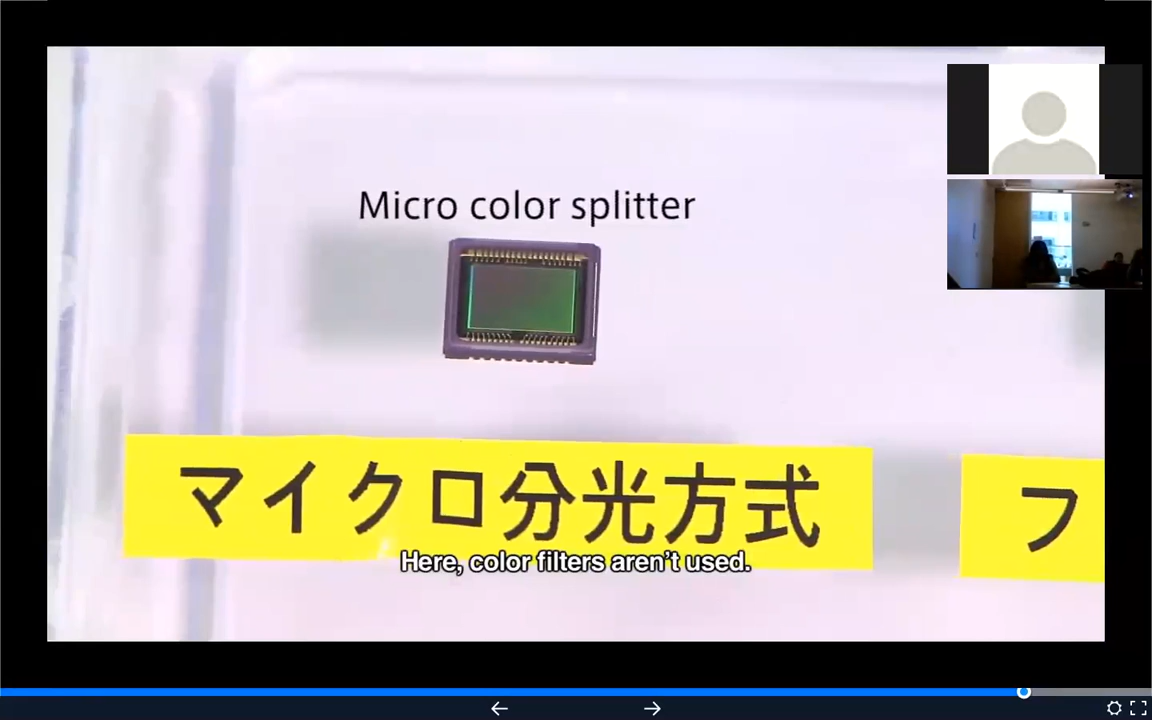 Micro color splitter
マイクロ分光方式
フ
Here, color filters aren't used.